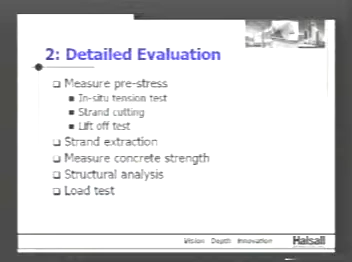 2: Detailed Evaluation
Measure pre-stress
In-situ tension test
Strand cutting
Lift off test
Strand extraction
Measure concrete strength
Structural analysis
Load test
Vision Depth Innovation Halsall